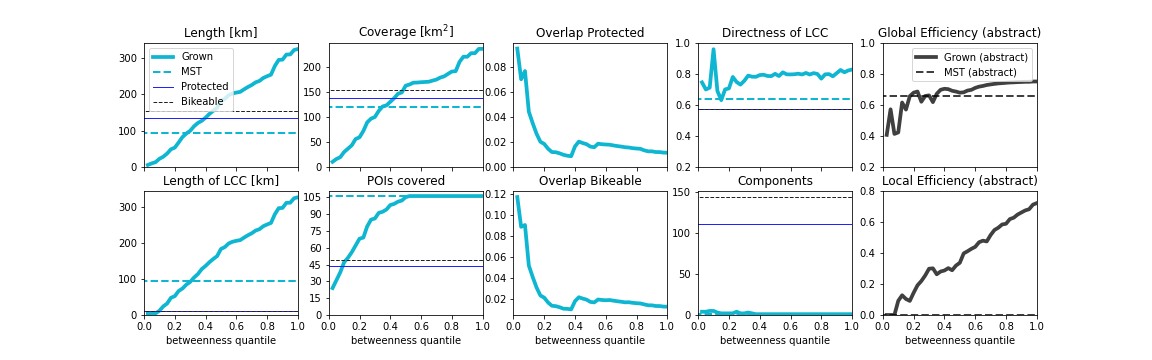 Length [km]
Coverage [km²]
Overlap Protected
Directness of LCC
Global Efficiency (abstract)
300
200
100
0
Grown
MST
Protected
Bikeable
200
150
100
50
0
0.08
0.06
0.04
0.02
0.00
1.0
0.8
0.6
0.4
0.2
1.0
0.8
0.6
0.4
0.2
Grown (abstract)
MST (abstract)
Length of LCC [km]
POIs covered
Overlap Bikeable
Components
Local Efficiency (abstract)
300
200
100
0
105
90
75
60
45
30
15
0
0.12
0.10
0.08
0.06
0.04
0.02
150
100
50
0
0.8
0.6
0.4
0.2
0.0
0.0 0.2 0.4 0.6 0.8 1.0
0.0 0.2 0.4 0.6 0.8 1.0
0.0 0.2 0.4 0.6 0.8 1.0
0.0 0.2 0.4 0.6 0.8 1.0
0.0 0.2 0.4 0.6 0.8 1.0
betweenness quantile
betweenness quantile
betweenness quantile
betweenness quantile
betweenness quantile